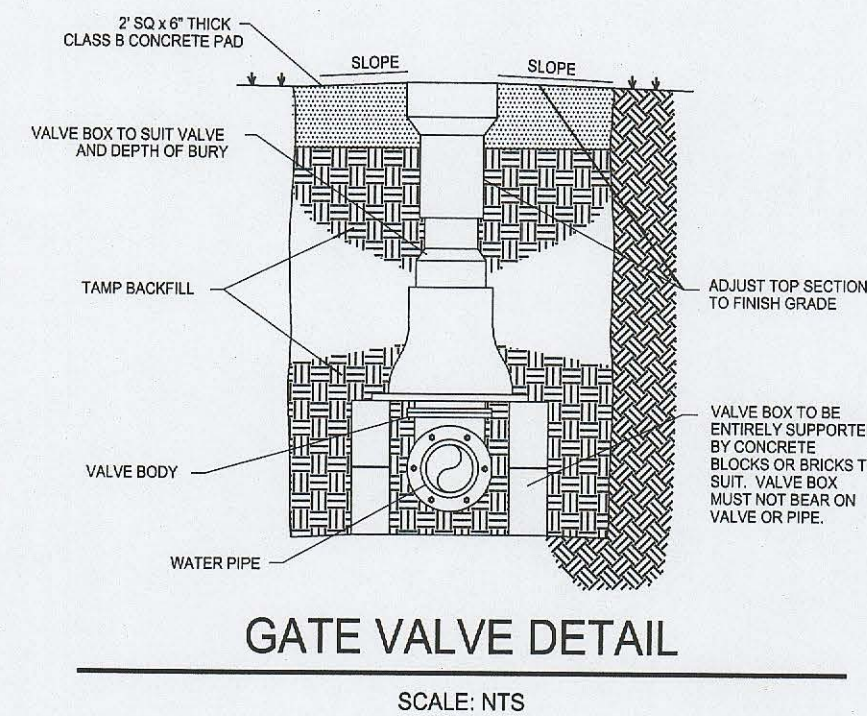 2' SQ x 6" THICK
CLASS B CONCRETE PAD
SLOPE
SLOPE
VALVE BOX TO SUIT VALVE
AND DEPTH OF BURY
TAMP BACKFILL
ADJUST TOP SECTION
TO FINISH GRADE
VALVE BOX TO BE
ENTIRELY SUPPORTE
BY CONCRETE
BLOCKS OR BRICKS T
SUIT. VALVE BOX
MUST NOT BEAR ON
VALVE OR PIPE.
VALVE BODY
WATER PIPE
GATE VALVE DETAIL
SCALE: NTS